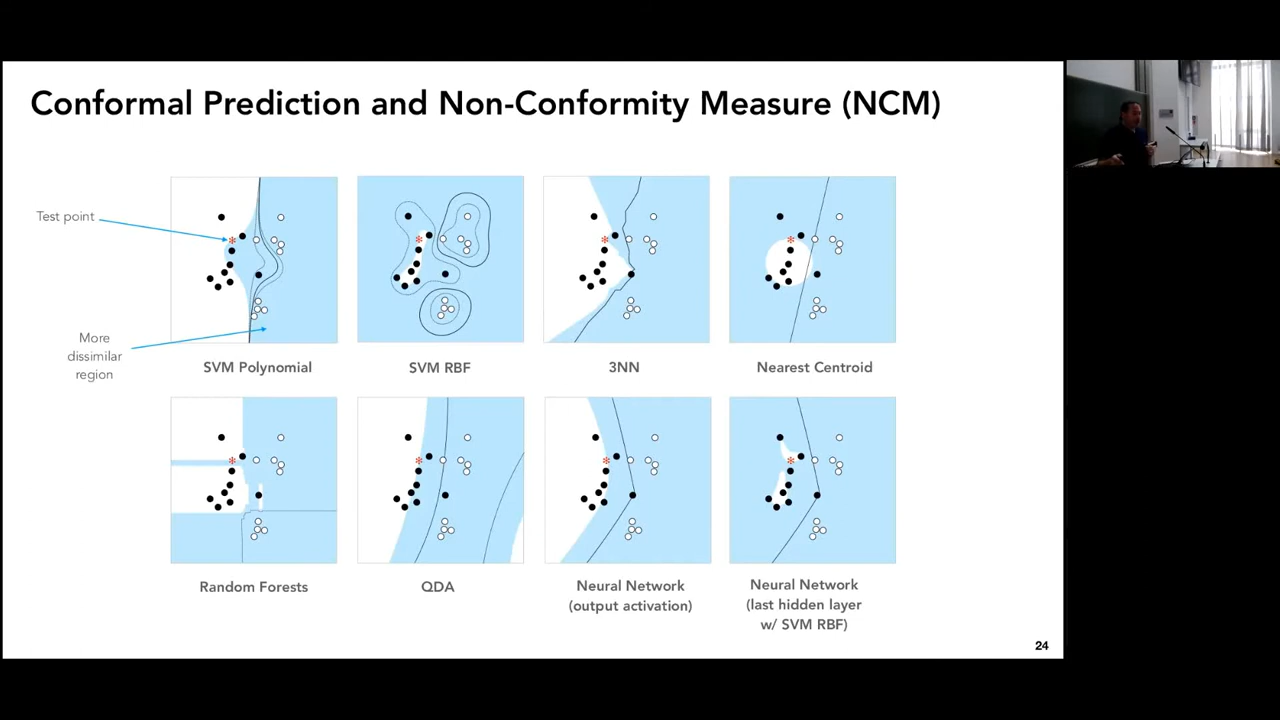 Conformal Prediction and Non-Conformity Measure (NCM)
Test point
More
dissimilar
region
SVM Polynomial
SVM RBF
3NN
Nearest Centroid
Random Forests
QDA
Neural Network
(output activation)
Neural Network
(last hidden layer
w/ SVM RBF)
24